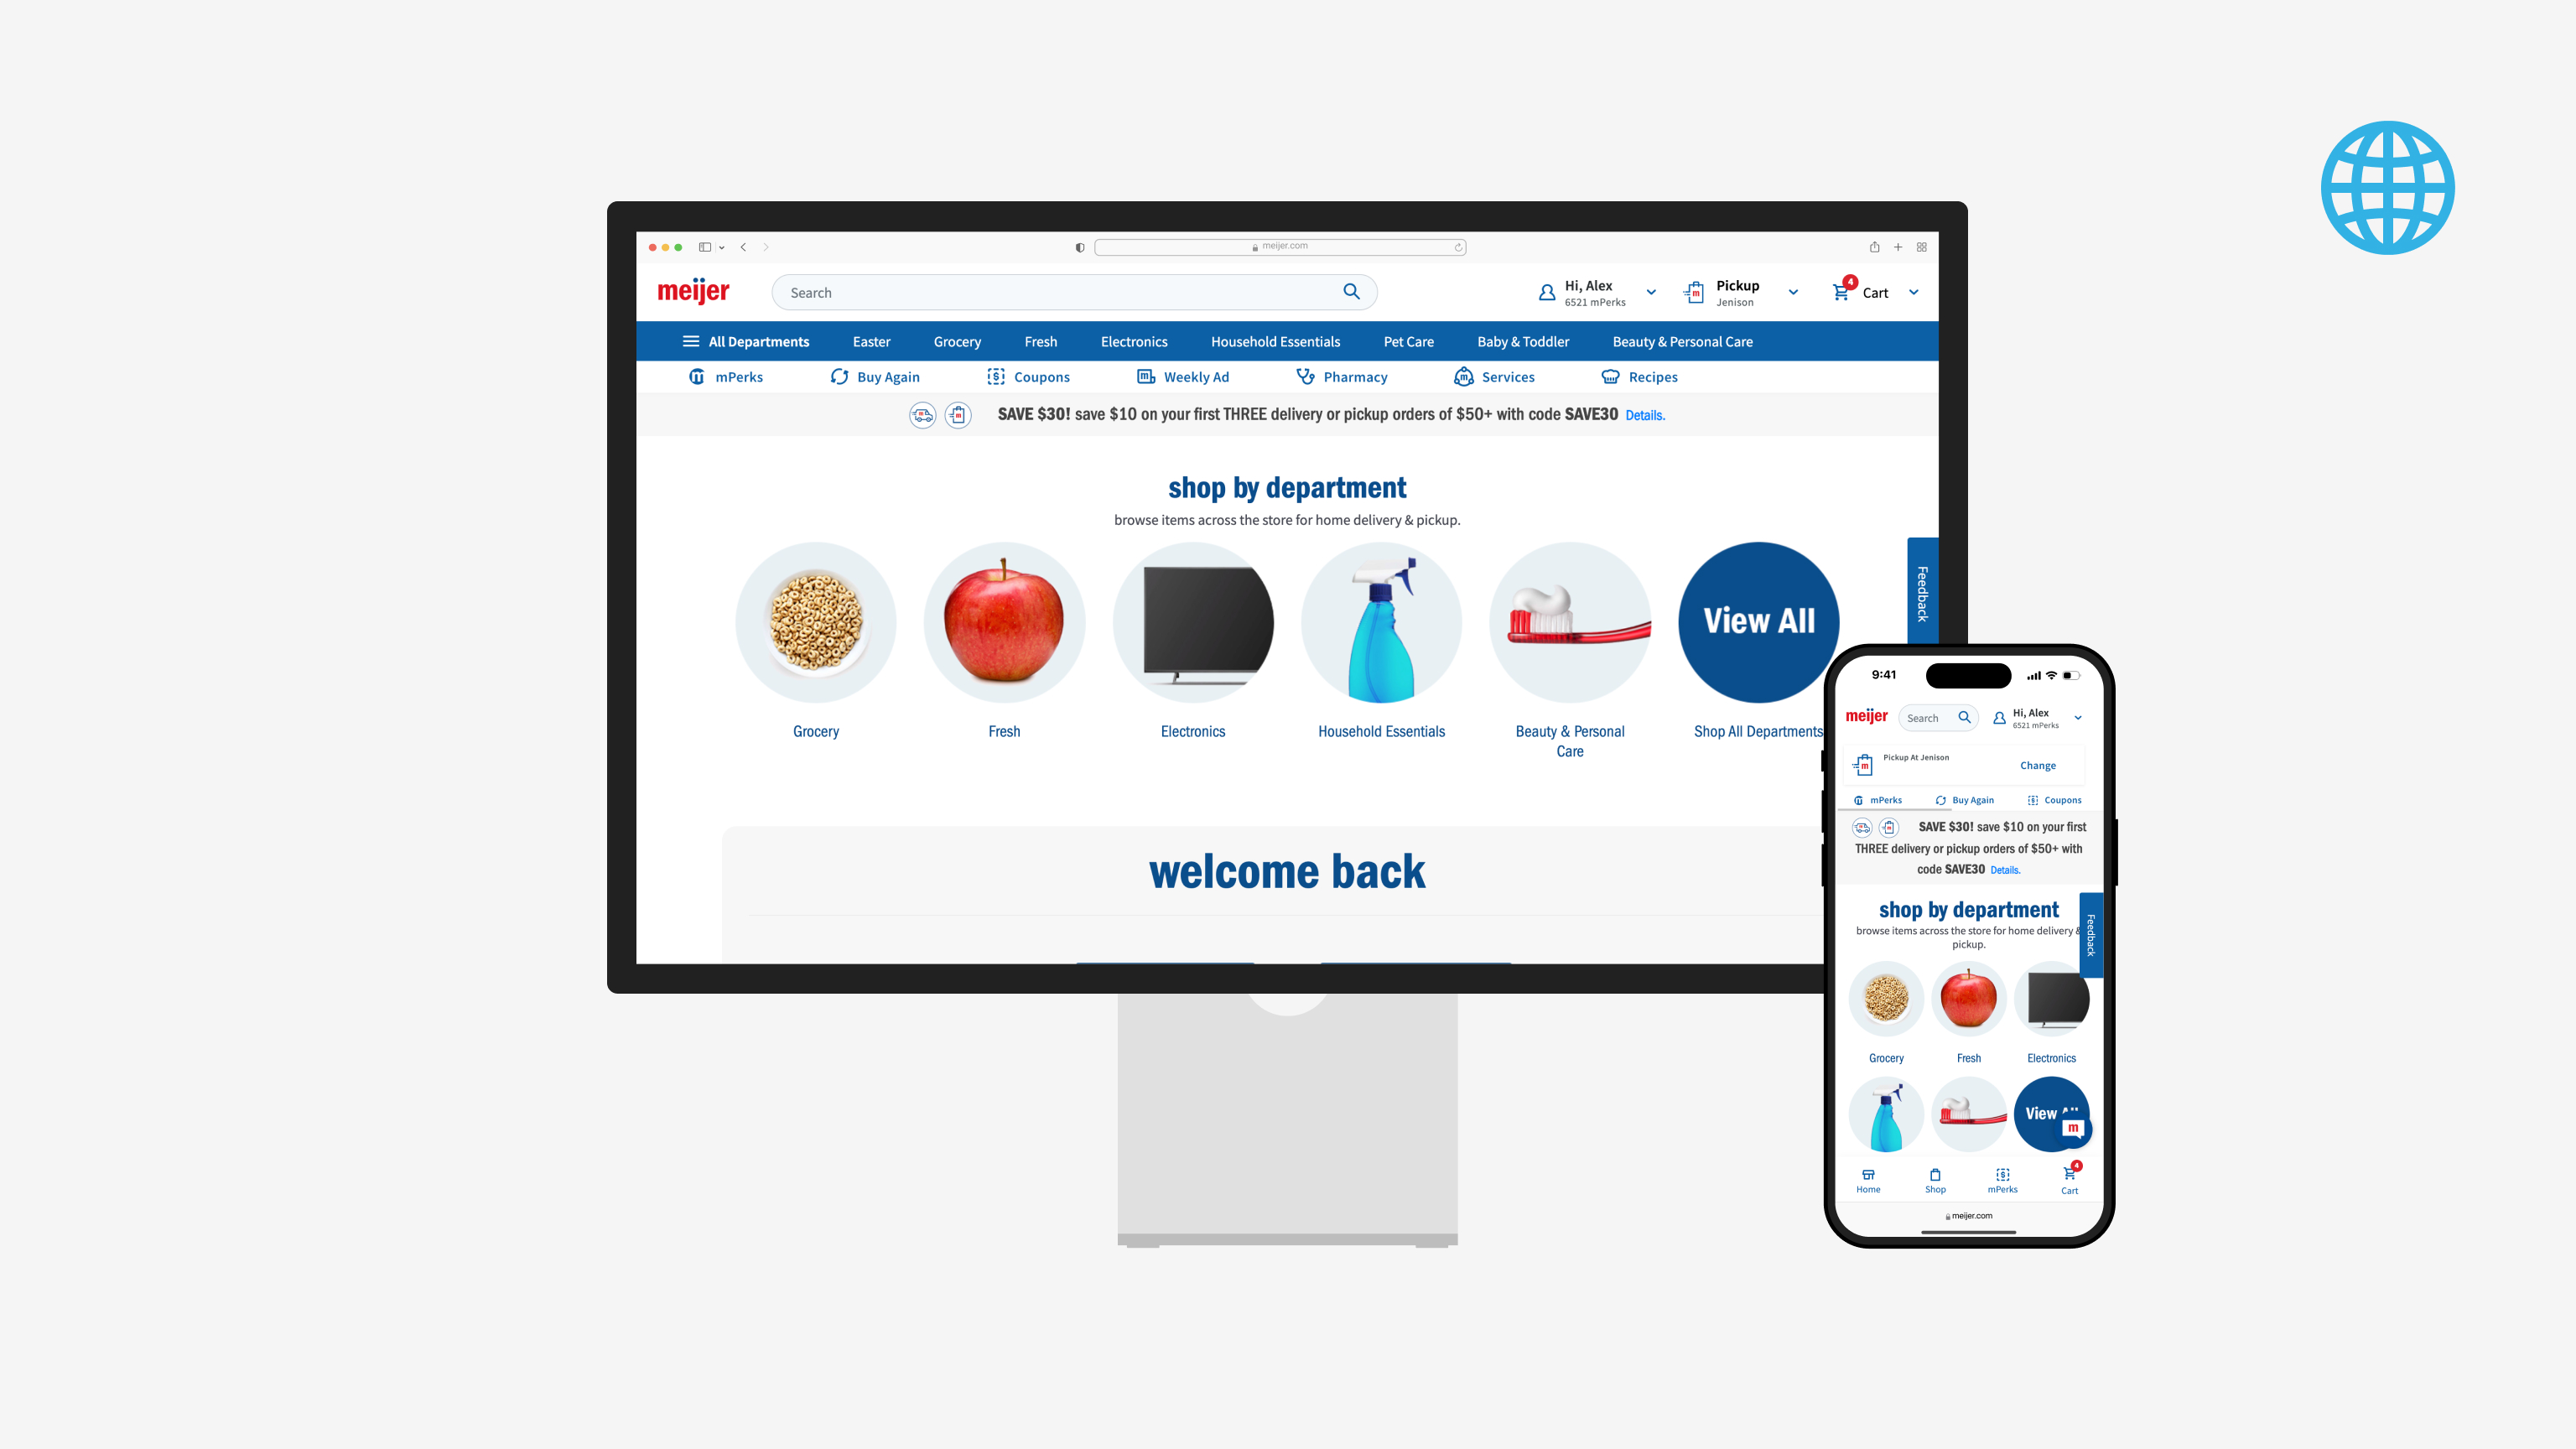 meijer.com
meijer
Search
Hi, Alex
6521 mPerks
Pickup
Jenison
4
Cart
All Departments
Easter
Grocery
Fresh
Electronics
Household Essentials
Pet Care
Baby & Toddler
Beauty & Personal Care
mPerks
Buy Again
Coupons
Weekly Ad
Pharmacy
Services
Recipes
SAVE $30! save $10 on your first THREE delivery or pickup orders of $50+ with code SAVE30 Details.
shop by department
browse items across the store for home delivery & pickup.
View All
Grocery
Fresh
Electronics
Household Essentials
Beauty & Personal
Care
Shop All Departments
Feedback
welcome back
9:41
meijer
Search
Hi, Alex
6521 mPerks
Pickup At Jenison
Change
mPerks
Buy Again
Coupons
SAVE $30! save $10 on your first
THREE delivery or pickup orders of $50+ with
code SAVE30 Details.
shop by department
browse items across the store for home delivery &
pickup.
Feedback
Grocery
Fresh
Electronics
View
m
Home
Shop
mPerks
4
Cart
meijer.com